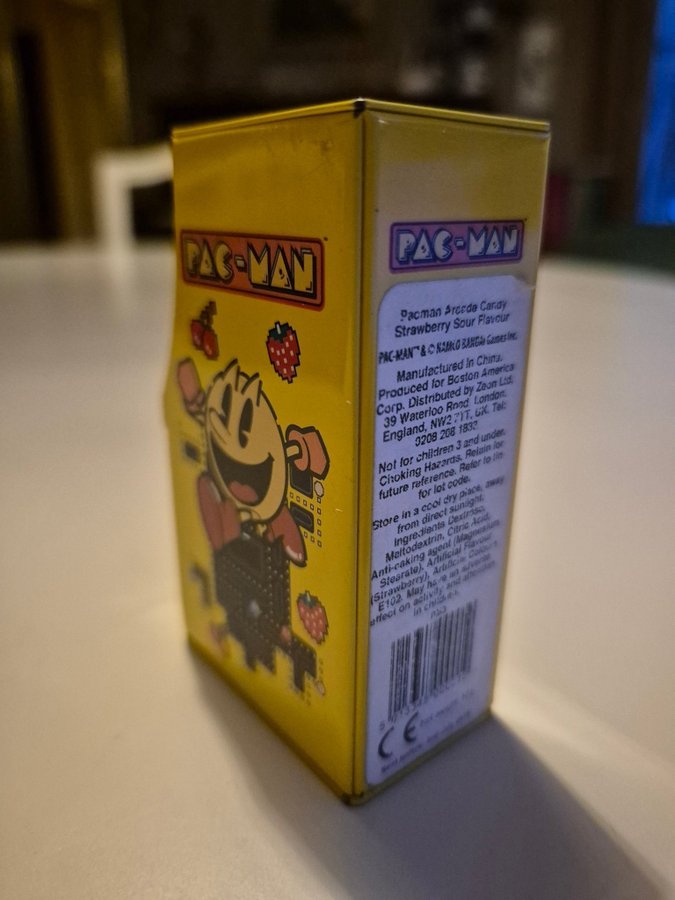 PAC-MAN
PAC-MAN
Pacman Arcade Candy
Strawberry Sour Flavour
PAC-MAN™ & © NAMCO BANDAI Games Inc.
Manufactured in China.
Produced for Boston America
Corp. Distributed by Zeon Ltd.
39 Waterloo Road, London,
England, NW2 7TT, UK. Tel:
0208 208 1833
Not for children 3 and under.
Choking Hazards. Retain for
future reference. Refer to tin
for lot code.
Store in a cool dry place, away
from direct sunlight.
Ingredients Dextrose,
Maltodextrin, Citric Acid,
Anti-caking agent (Magnesium
Stearate), Artificial Flavour
(Strawberry), Artificial Colours
E102. May have an adverse
effect on activity and attention
in children.
CE